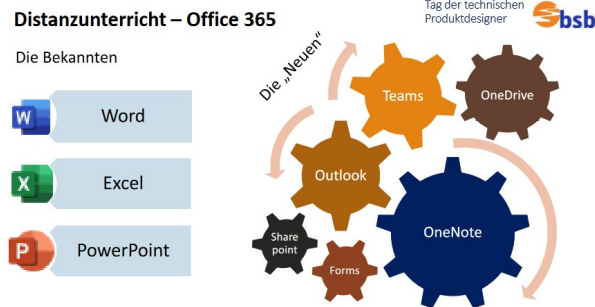 Distanzunterricht – Office 365
Tag der technischen
Produktdesigner
bsb
Die Bekannten
W
Word
X
Excel
P
PowerPoint
Die „Neuen"
Teams
OneDrive
Outlook
OneNote
Share
point
Forms